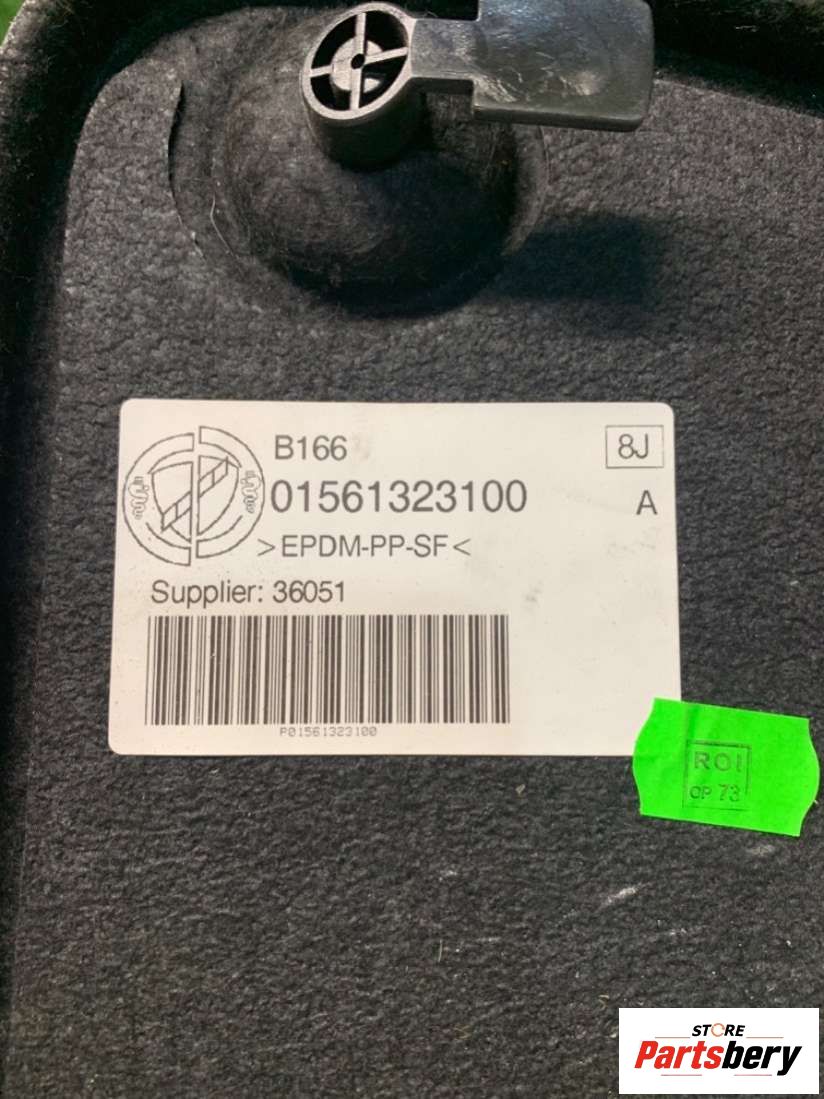 B166
8J
01561323100
A
>EPDM-PP-SF<
Supplier: 36051
P01561323100
ROI
OP 73
STORE
Partsbery